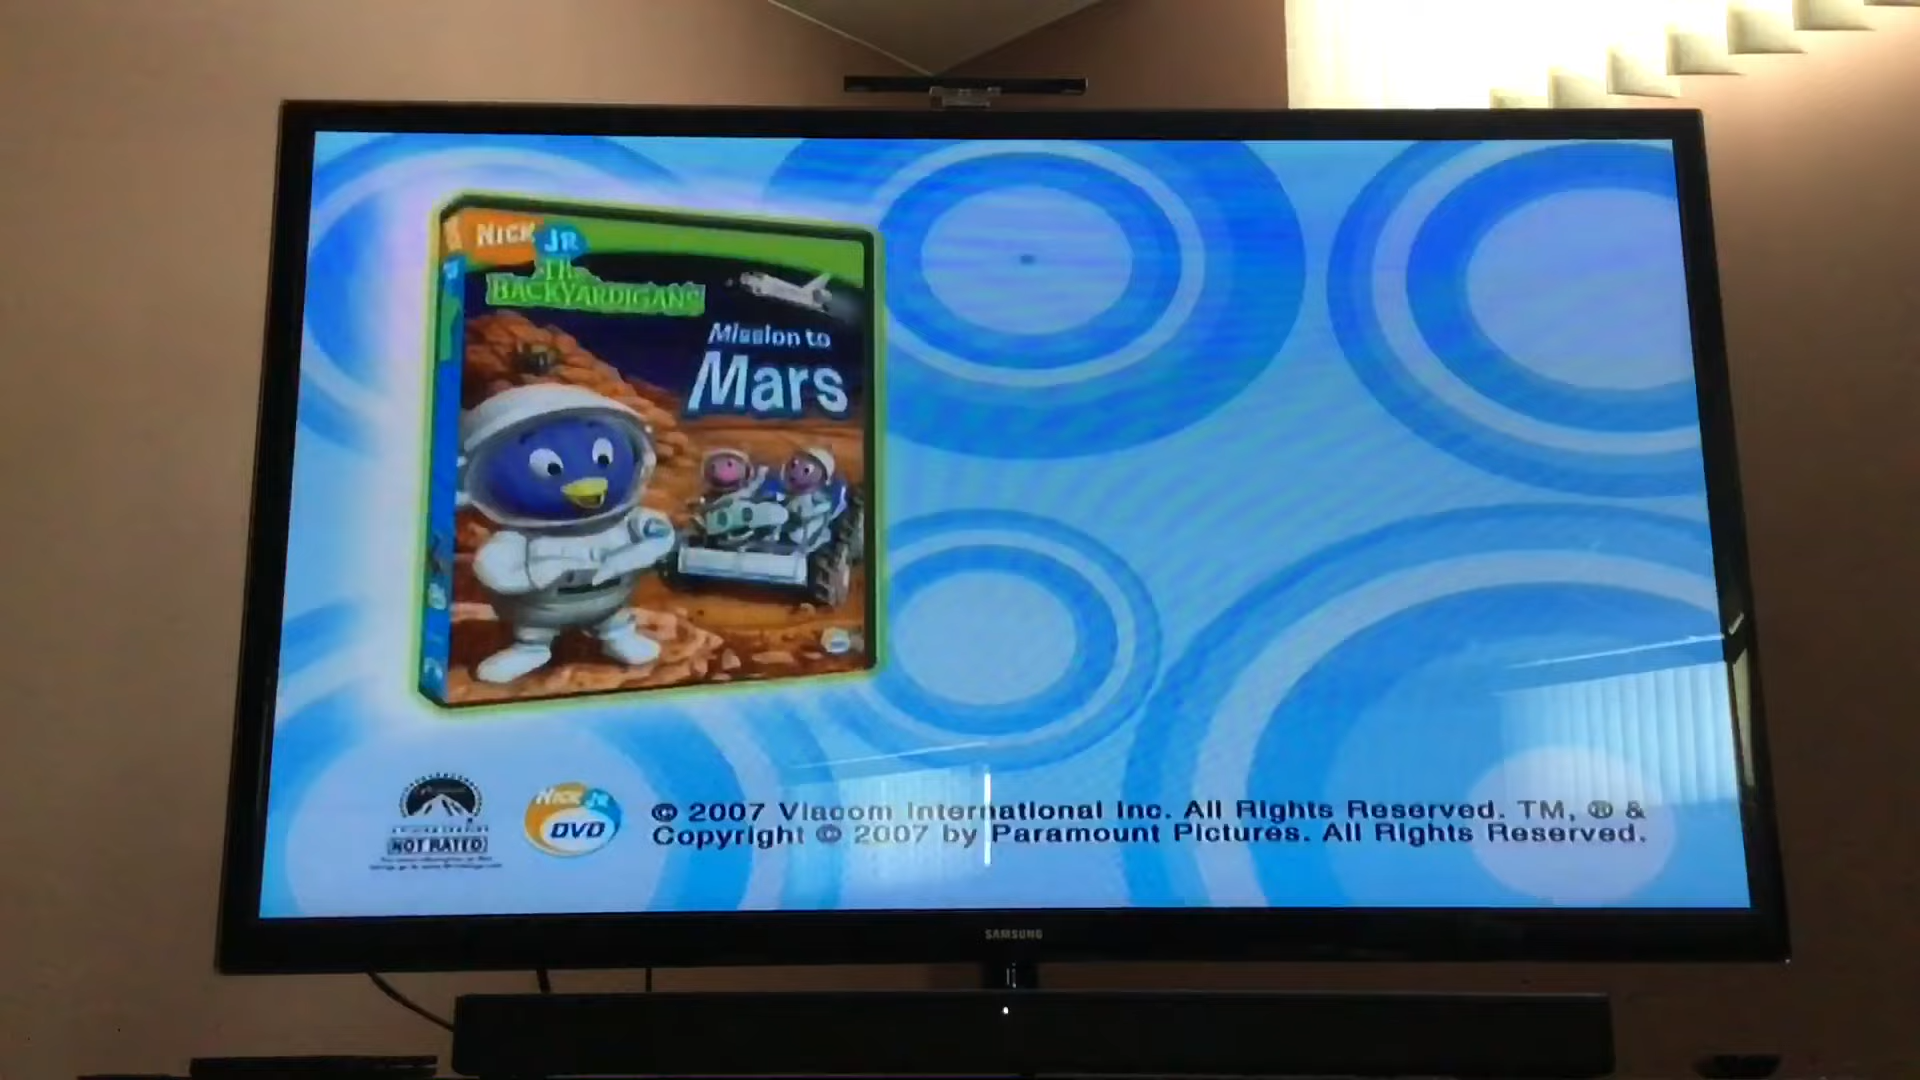 NICK JR
THE
BACKYARDIGANS
Mission to
Mars
NOT RATED
NICK JR
DVD
© 2007 Viacom International Inc. All Rights Reserved. TM, ® &
Copyright © 2007 by Paramount Pictures. All Rights Reserved.
SAMSUNG